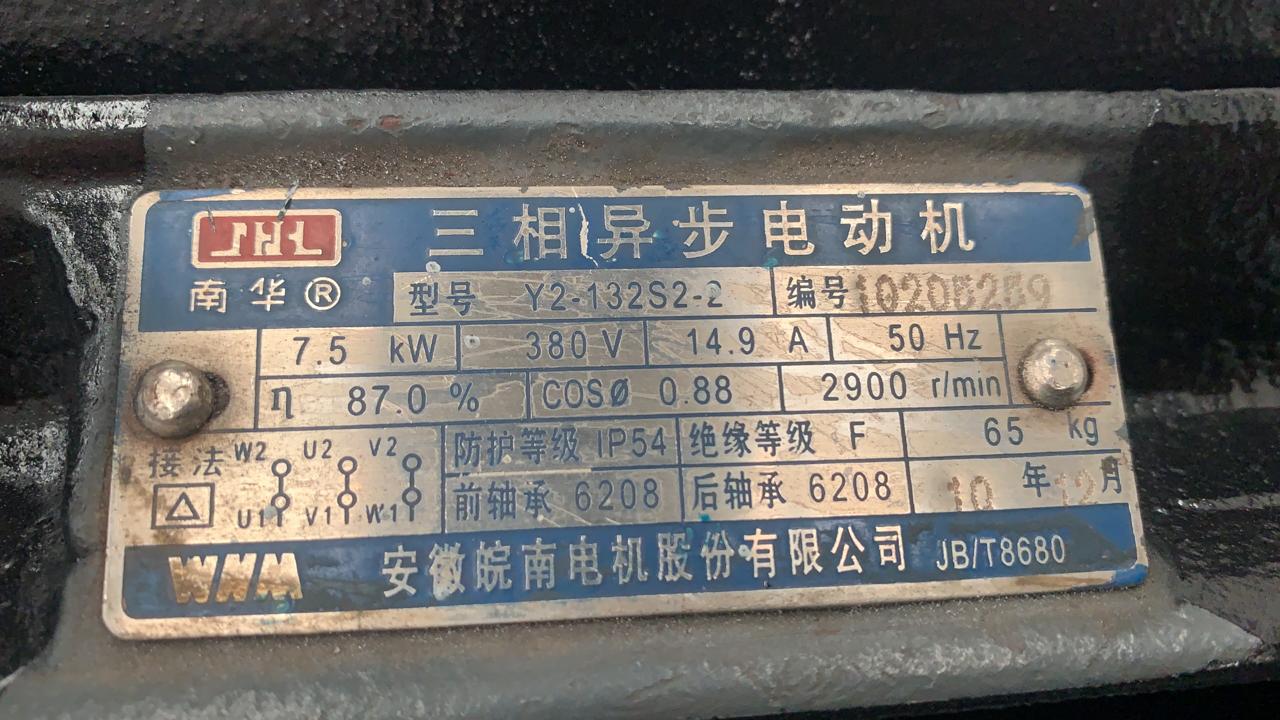 JHL 三相异步电动机
南华® 型号 Y2-132S2-2 编号
7.5 kW 380 V 14.9 A 50 Hz
η 87.0 % COSØ 0.88 2900 r/min
接法 W2 U2 V2 防护等级 IP54 绝缘等级 F 65 kg
△ U1 V1 W1 前轴承 6208 后轴承 6208 10 年 12 月
WNM 安徽皖南电机股份有限公司 JB/T8680